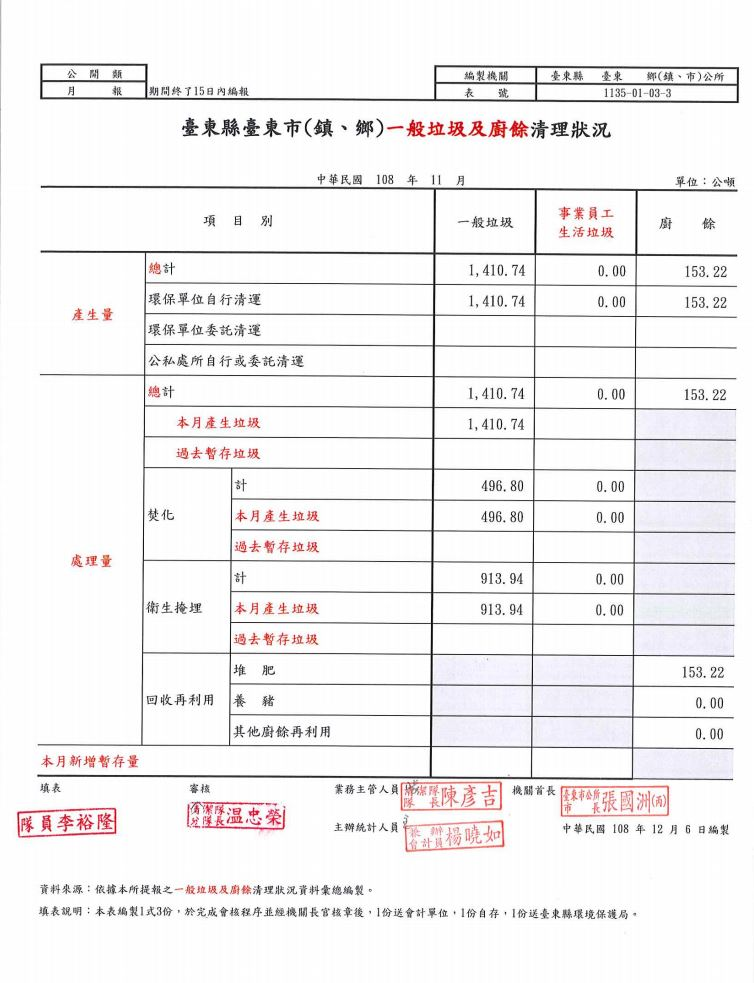 公開類
編製機關 臺東縣 臺東 鄉(鎮、市)公所
月報 期間終了15日內編報
表號 1135-01-03-3
臺東縣臺東市(鎮、鄉)一般垃圾及廚餘清理狀況
中華民國 108 年 11 月 單位：公噸
項目別 一般垃圾 事業員工生活垃圾 廚餘
產生量
總計 1,410.74 0.00 153.22
環保單位自行清運 1,410.74 0.00 153.22
環保單位委託清運
公私處所自行或委託清運
處理量
總計 1,410.74 0.00 153.22
本月產生垃圾 1,410.74
過去暫存垃圾
焚化
計 496.80 0.00
本月產生垃圾 496.80 0.00
過去暫存垃圾
衛生掩埋
計 913.94 0.00
本月產生垃圾 913.94 0.00
過去暫存垃圾
回收再利用
堆肥 153.22
養豬 0.00
其他廚餘再利用 0.00
本月新增暫存量
填表 審核 業務主管人員 機關首長
隊員李裕隆
清潔隊分隊長溫忠榮
清潔隊隊長陳彥吉
臺東市公所市長張國洲(丙)
主辦統計人員
會計員楊曉如
中華民國 108 年 12 月 6 日編製
資料來源：依據本所提報之一般垃圾及廚餘清理狀況資料彙總編製。
填表說明：本表編製1式3份，於完成會核程序並經機關長官核章後，1份送會計單位，1份自存，1份送臺東縣環境保護局。